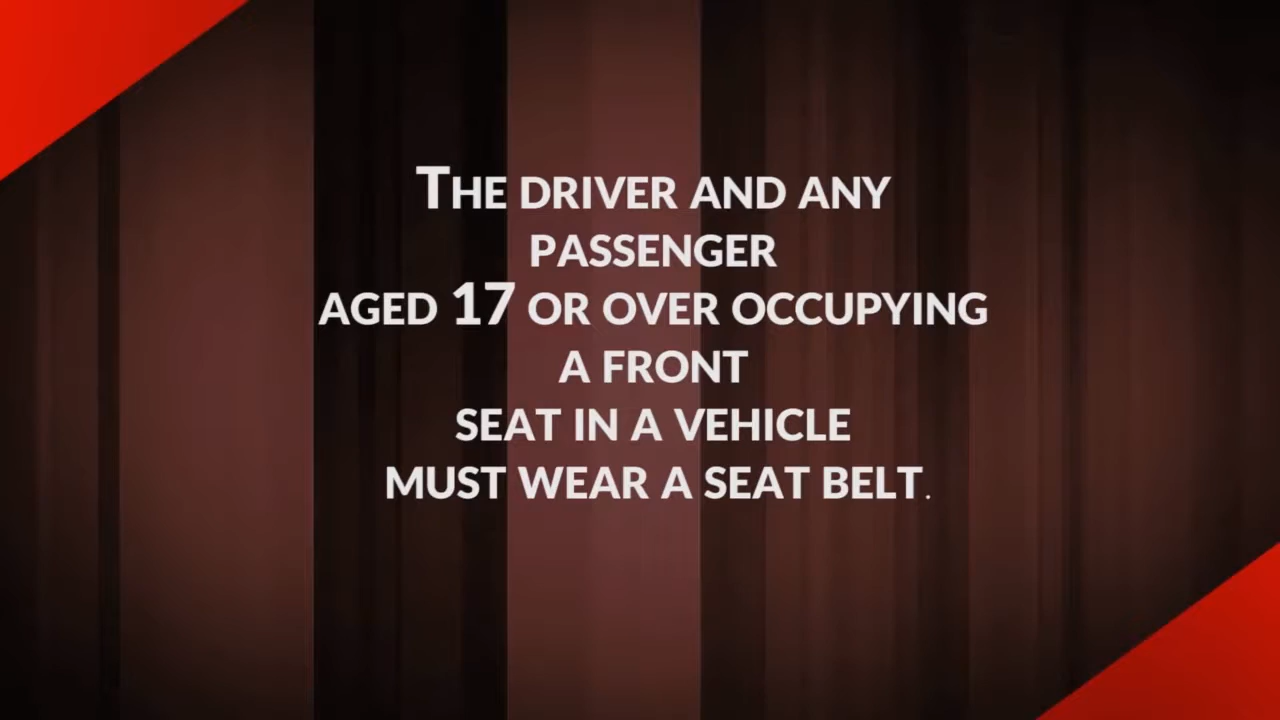 THE DRIVER AND ANY
PASSENGER
AGED 17 OR OVER OCCUPYING
A FRONT
SEAT IN A VEHICLE
MUST WEAR A SEAT BELT.